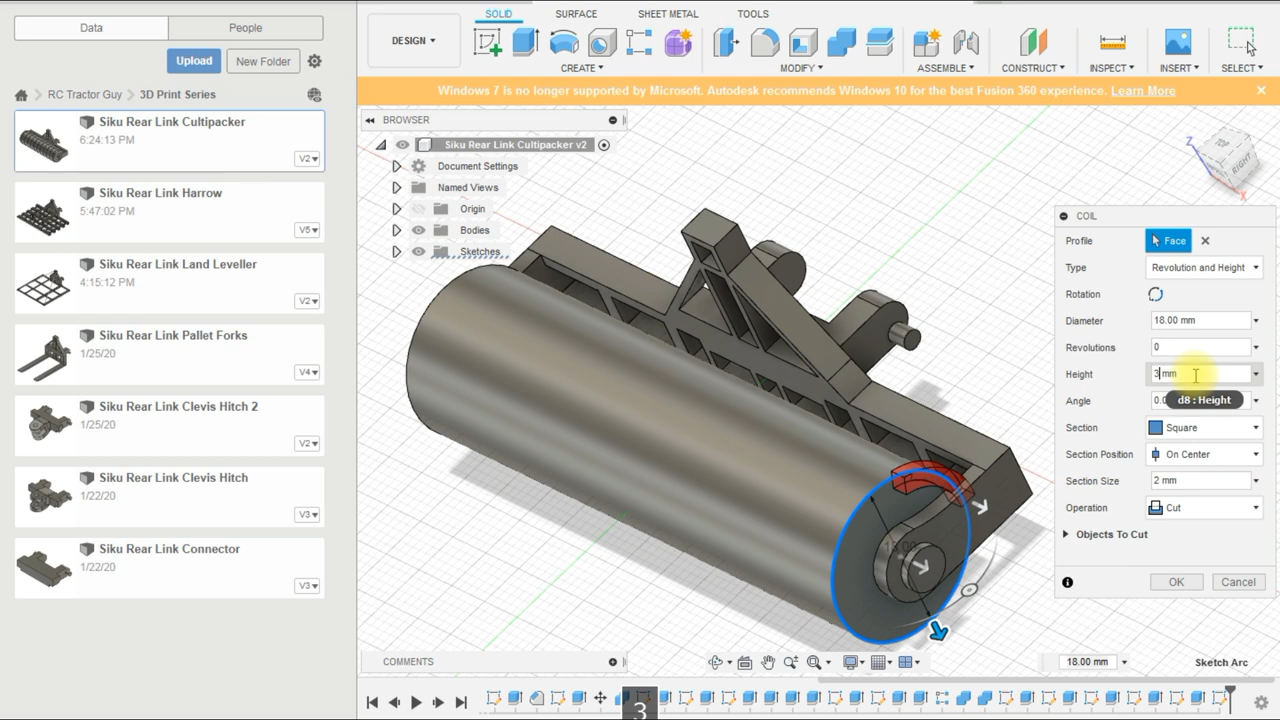 Data
People
Upload
New Folder
RC Tractor Guy
3D Print Series
Siku Rear Link Cultipacker
6:24:13 PM
V2
Siku Rear Link Harrow
5:47:02 PM
V5
Siku Rear Link Land Leveller
4:15:12 PM
V2
Siku Rear Link Pallet Forks
1/25/20
V4
Siku Rear Link Clevis Hitch 2
1/25/20
V2
Siku Rear Link Clevis Hitch
1/22/20
V3
Siku Rear Link Connector
1/22/20
V3
DESIGN
SOLID
SURFACE
SHEET METAL
TOOLS
CREATE
MODIFY
ASSEMBLE
CONSTRUCT
INSPECT
INSERT
SELECT
Windows 7 is no longer supported by Microsoft. Autodesk recommends Windows 10 for the best Fusion 360 experience. Learn More
BROWSER
Siku Rear Link Cultipacker v2
Document Settings
Named Views
Origin
Bodies
Sketches
Z
TOP
RIGHT
X
COIL
Profile
Face
Type
Revolution and Height
Rotation
Diameter
18.00 mm
Revolutions
0
Height
3 mm
d8 : Height
Angle
0.0
Section
Square
Section Position
On Center
Section Size
2 mm
Operation
Cut
Objects To Cut
OK
Cancel
COMMENTS
18.00 mm
Sketch Arc
3